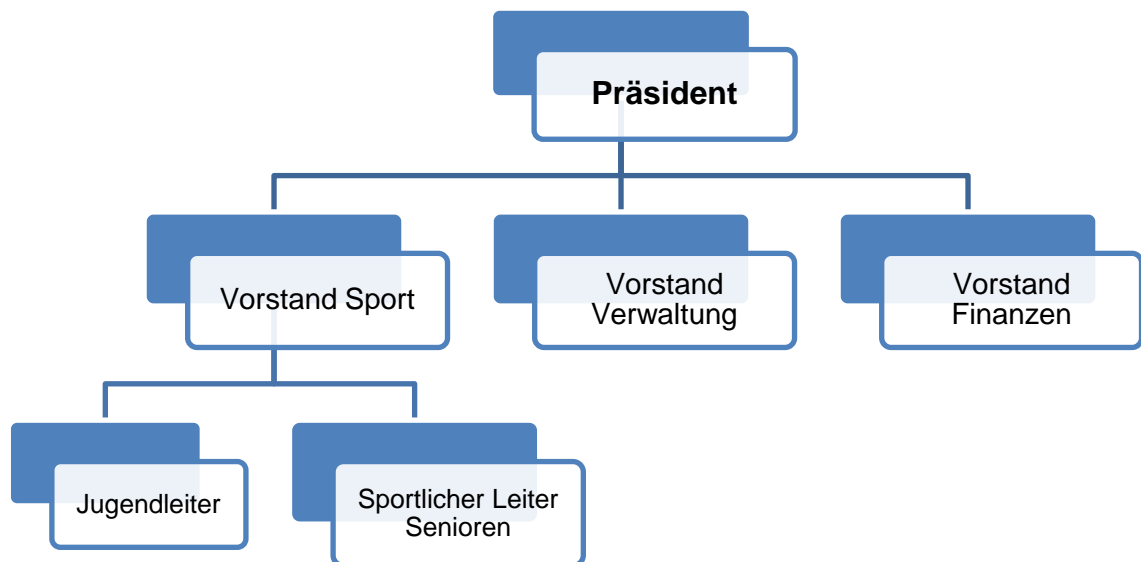 Präsident
Vorstand Sport
Vorstand
Verwaltung
Vorstand
Finanzen
Jugendleiter
Sportlicher Leiter
Senioren